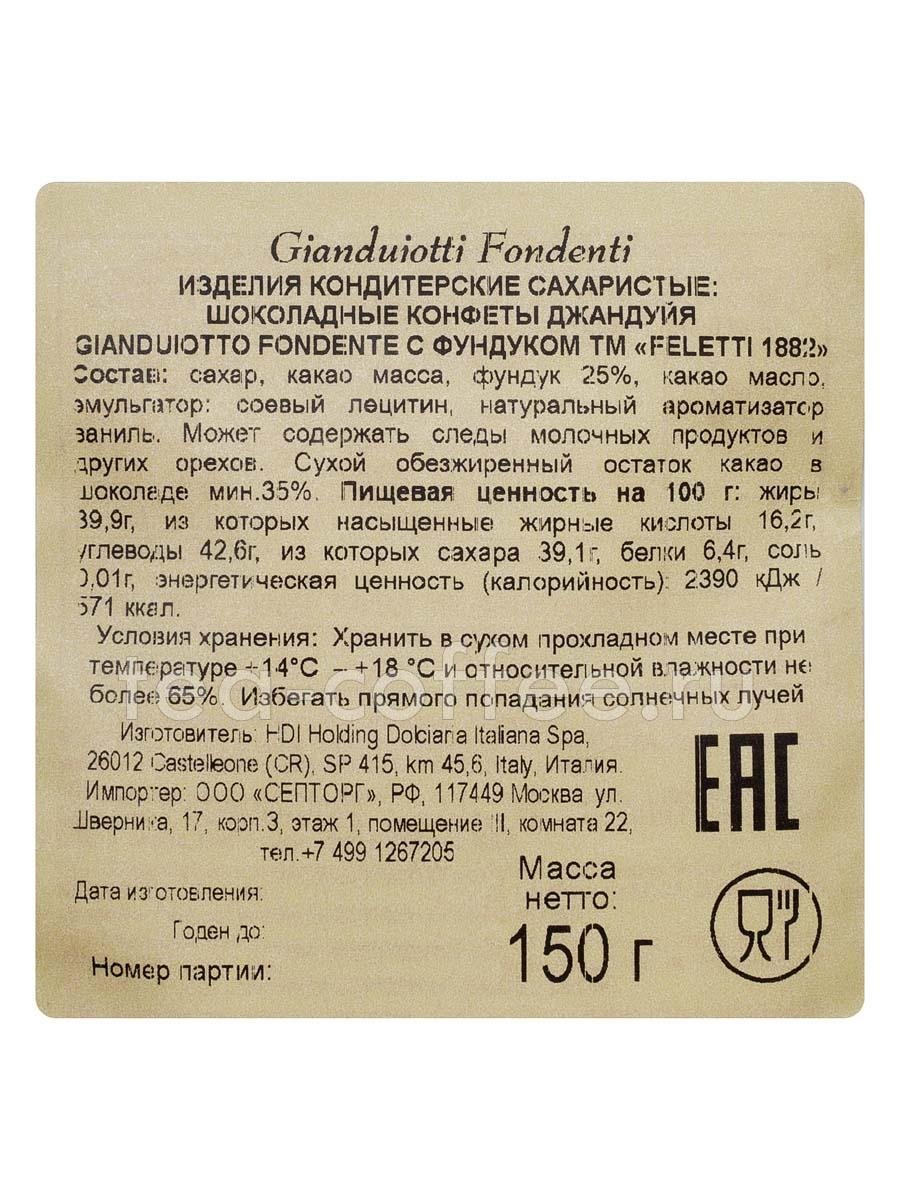 Gianduiotti Fondenti
ИЗДЕЛИЯ КОНДИТЕРСКИЕ САХАРИСТЫЕ:
ШОКОЛАДНЫЕ КОНФЕТЫ ДЖАНДУЙЯ
GIANDUIOTTO FONDENTE С ФУНДУКОМ ТМ «FELETTI 1882»
Состав: сахар, какао масса, фундук 25%, какао масло,
эмульгатор: соевый лецитин, натуральный ароматизатор
ваниль. Может содержать следы молочных продуктов и
других орехов. Сухой обезжиренный остаток какао в
шоколаде мин.35%. Пищевая ценность на 100 г: жиры
39,9г, из которых насыщенные жирные кислоты 16,2г,
углеводы 42,6г, из которых сахара 39,1г, белки 6,4г, соль
0,01г, энергетическая ценность (калорийность): 2390 кДж /
571 ккал.
Условия хранения: Хранить в сухом прохладном месте при
температуре +14°С – +18 °С и относительной влажности не
более 65%. Избегать прямого попадания солнечных лучей
tea-coffee.ru
Изготовитель: HDI Holding Dolciaria Italiana Spa,
26012 Castelleone (CR), SP 415, km 45,6, Italy, Италия.
Импортер: ООО «СЕПТОРГ», РФ, 117449 Москва ул.
Шверника, 17, корп.3, этаж 1, помещение III, комната 22,
тел.+7 499 1267205
EAC
Масса
нетто:
150 г
Дата изготовления:
Годен до:
Номер партии: